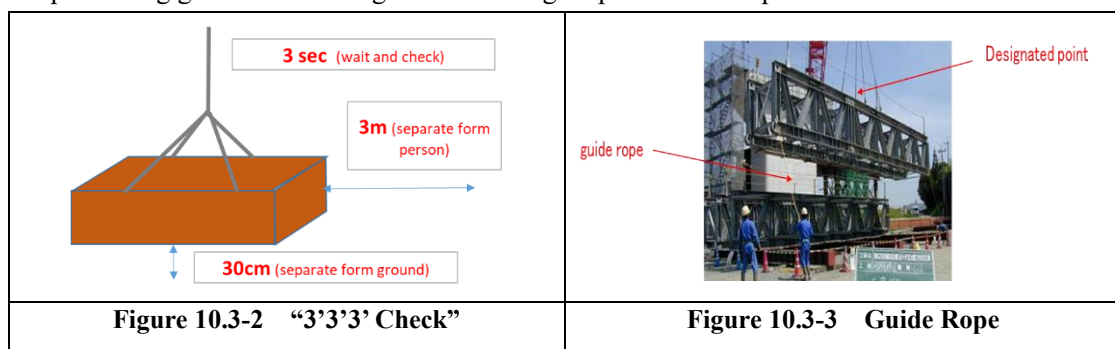 3 sec (wait and check)
3m (separate form
person)
30cm (separate form ground)
Designated point
guide rope
Figure 10.3-2 “3’3’3’ Check”
Figure 10.3-3 Guide Rope